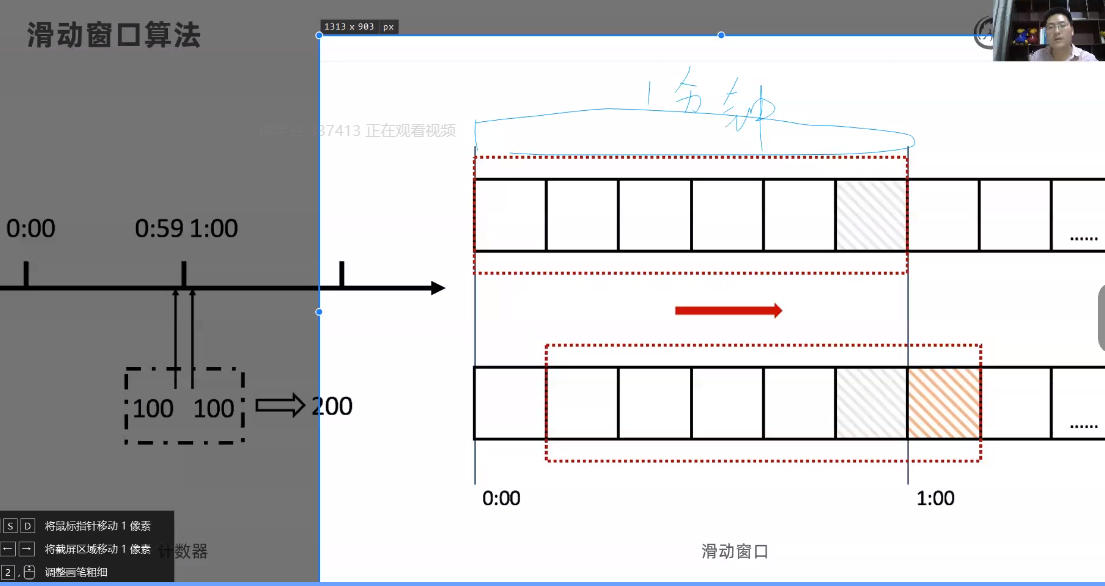 滑动窗口算法
1313 x 903 px
1分钟
37413 正在观看视频
0:00
0:59 1:00
......
100 100
200
......
0:00
1:00
S D 将鼠标指针移动 1 像素
← → 将截屏区域移动 1 像素
计数器
滑动窗口
2 , 调整画笔粗细